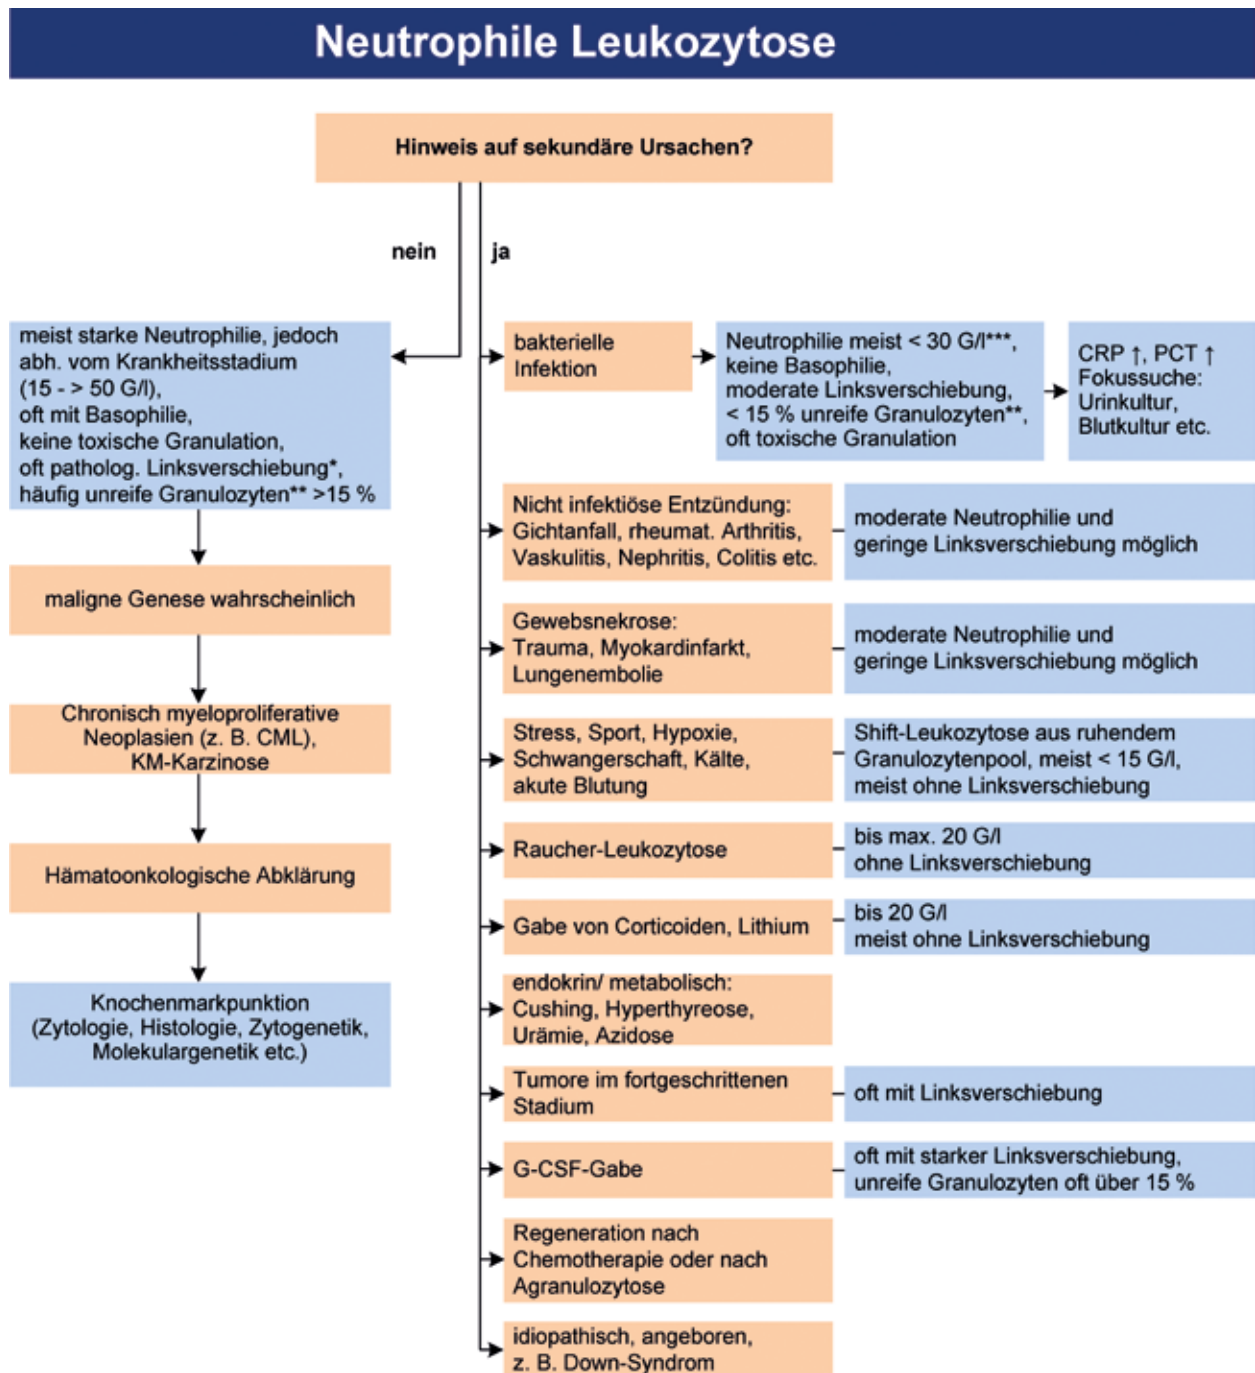 Neutrophile Leukozytose
Hinweis auf sekundäre Ursachen?
nein
ja
meist starke Neutrophilie, jedoch
abh. vom Krankheitsstadium
(15 - > 50 G/l),
oft mit Basophilie,
keine toxische Granulation,
oft patholog. Linksverschiebung*,
häufig unreife Granulozyten** >15 %
maligne Genese wahrscheinlich
Chronisch myeloproliferative
Neoplasien (z. B. CML),
KM-Karzinose
Hämatoonkologische Abklärung
Knochenmarkpunktion
(Zytologie, Histologie, Zytogenetik,
Molekulargenetik etc.)
bakterielle
Infektion
Neutrophilie meist < 30 G/l***,
keine Basophilie,
moderate Linksverschiebung,
< 15 % unreife Granulozyten**,
oft toxische Granulation
CRP ↑, PCT ↑
Fokussuche:
Urinkultur,
Blutkultur etc.
Nicht infektiöse Entzündung:
Gichtanfall, rheumat. Arthritis,
Vaskulitis, Nephritis, Colitis etc.
moderate Neutrophilie und
geringe Linksverschiebung möglich
Gewebsnekrose:
Trauma, Myokardinfarkt,
Lungenembolie
moderate Neutrophilie und
geringe Linksverschiebung möglich
Stress, Sport, Hypoxie,
Schwangerschaft, Kälte,
akute Blutung
Shift-Leukozytose aus ruhendem
Granulozytenpool, meist < 15 G/l,
meist ohne Linksverschiebung
Raucher-Leukozytose
bis max. 20 G/l
ohne Linksverschiebung
Gabe von Corticoiden, Lithium
bis 20 G/l
meist ohne Linksverschiebung
endokrin/ metabolisch:
Cushing, Hyperthyreose,
Urämie, Azidose
Tumore im fortgeschrittenen
Stadium
oft mit Linksverschiebung
G-CSF-Gabe
oft mit starker Linksverschiebung,
unreife Granulozyten oft über 15 %
Regeneration nach
Chemotherapie oder nach
Agranulozytose
idiopathisch, angeboren,
z. B. Down-Syndrom